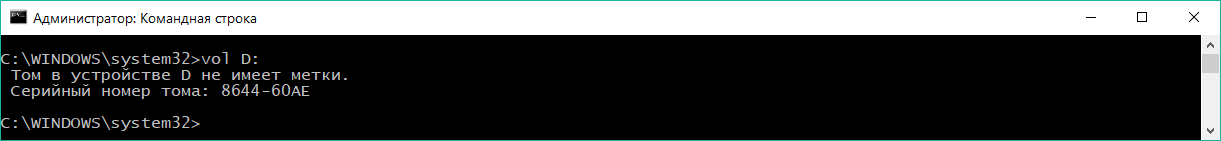 Администратор: Командная строка
C:\WINDOWS\system32>vol D:
Том в устройстве D не имеет метки.
Серийный номер тома: 8644-60AE
C:\WINDOWS\system32>